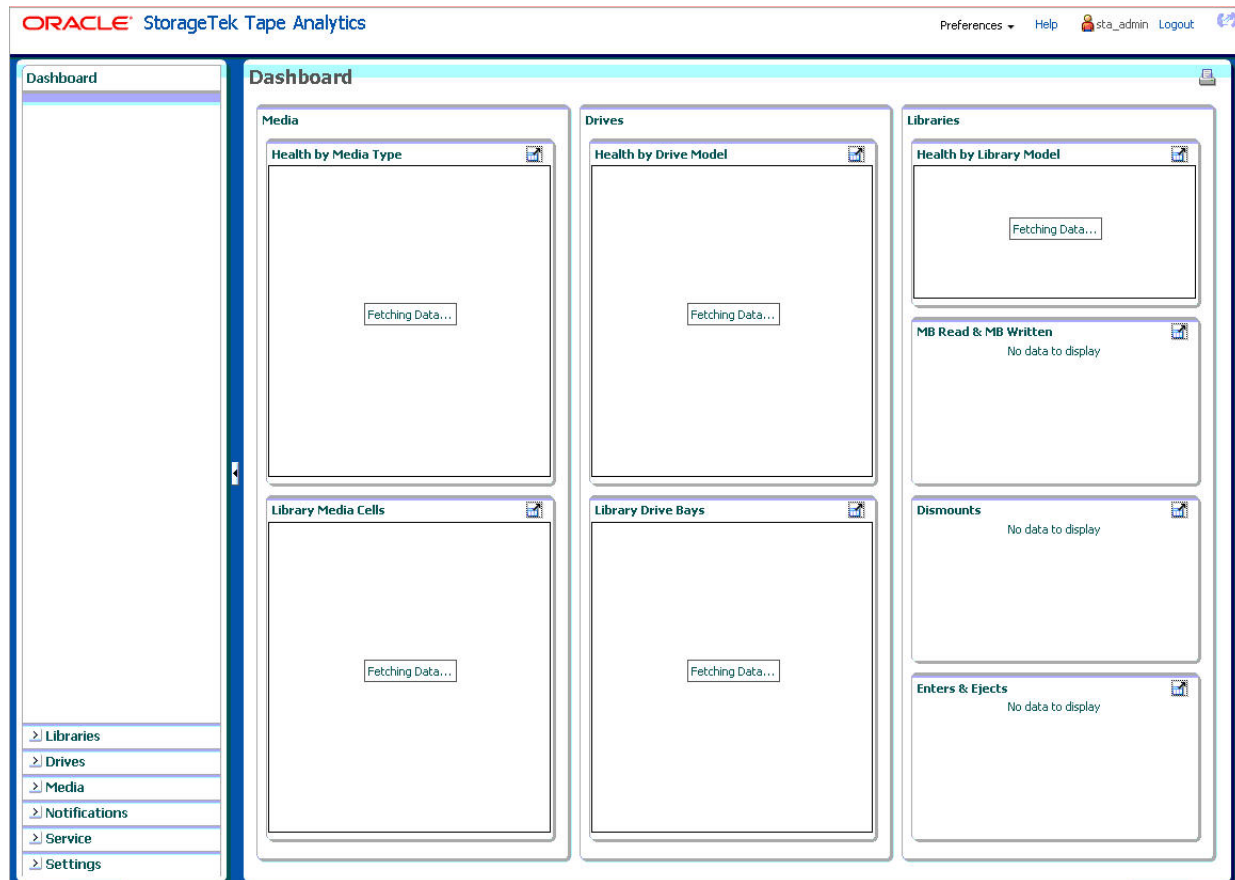 ORACLE StorageTek Tape Analytics
Preferences Help sta_admin Logout
Dashboard
Libraries
Drives
Media
Notifications
Service
Settings
Dashboard
Media
Health by Media Type
Fetching Data...
Library Media Cells
Fetching Data...
Drives
Health by Drive Model
Fetching Data...
Library Drive Bays
Fetching Data...
Libraries
Health by Library Model
Fetching Data...
MB Read & MB Written
No data to display
Dismounts
No data to display
Enters & Ejects
No data to display